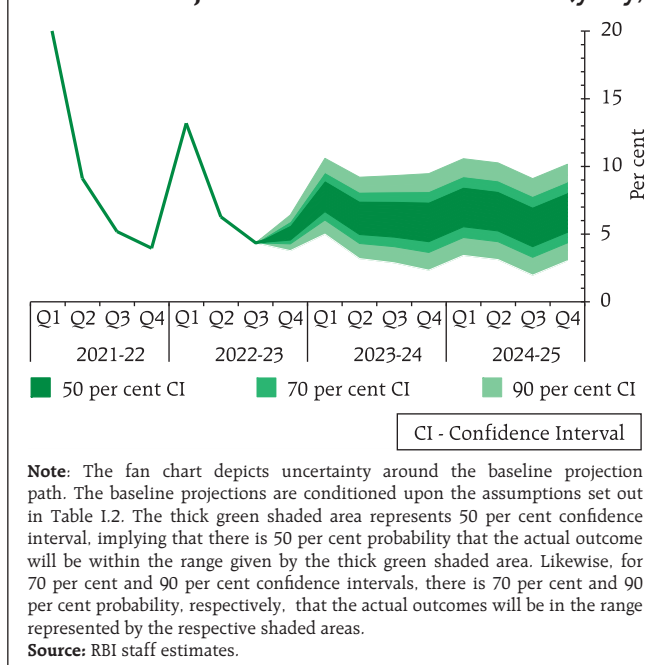 20
15
10
5
0
Per cent
Q1 Q2 Q3 Q4 Q1 Q2 Q3 Q4 Q1 Q2 Q3 Q4 Q1 Q2 Q3 Q4
2021-22 2022-23 2023-24 2024-25
50 per cent CI 70 per cent CI 90 per cent CI
CI - Confidence Interval
Note: The fan chart depicts uncertainty around the baseline projection
path. The baseline projections are conditioned upon the assumptions set out
in Table I.2. The thick green shaded area represents 50 per cent confidence
interval, implying that there is 50 per cent probability that the actual outcome
will be within the range given by the thick green shaded area. Likewise, for
70 per cent and 90 per cent confidence intervals, there is 70 per cent and 90
per cent probability, respectively, that the actual outcomes will be in the range
represented by the respective shaded areas.
Source: RBI staff estimates.